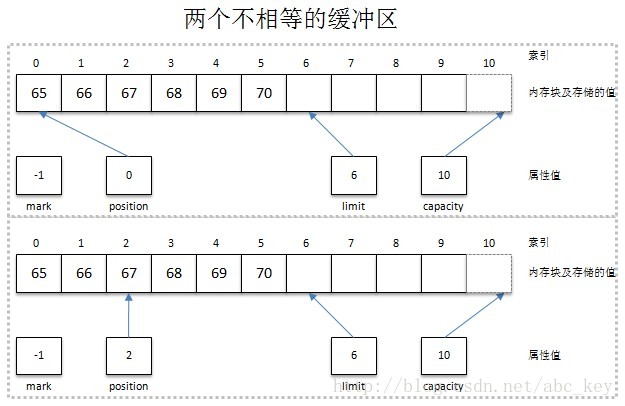 两个不相等的缓冲区
0 1 2 3 4 5 6 7 8 9 10 索引
65 66 67 68 69 70 内存块及存储的值
-1 0 6 10 属性值
mark position limit capacity
0 1 2 3 4 5 6 7 8 9 10 索引
65 66 67 68 69 70 内存块及存储的值
-1 2 6 10 属性值
mark position limit capacity
http://blog.csdn.net/abc_key